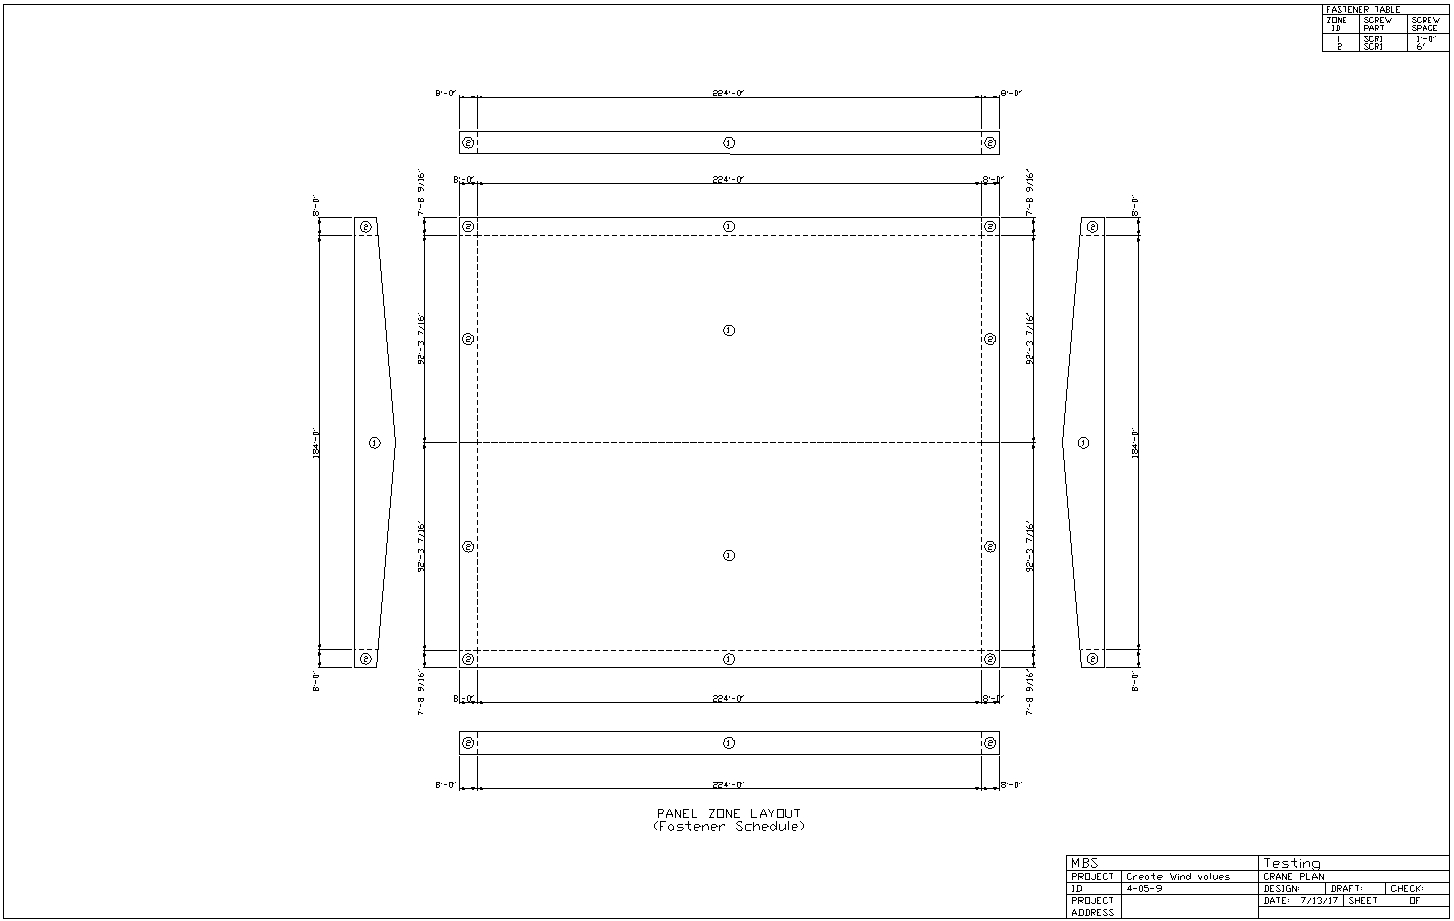 FASTENER TABLE
ZONE SCREW SCREW
ID PART SPACE
1 SCR1 1'-0"
2 SCR1 6"
8'-0" 224'-0" 8'-0"
2 1 2
8'-0" 224'-0" 8'-0"
8'-0" 7'-8 9/16" 7'-8 9/16" 8'-0"
2 2 1 2 2
92'-3 7/16" 2 1 2 92'-3 7/16"
184'-0" 1 1 184'-0"
92'-3 7/16" 2 1 2 92'-3 7/16"
2 2 1 2 2
8'-0" 7'-8 9/16" 7'-8 9/16" 8'-0"
8'-0" 224'-0" 8'-0"
2 1 2
8'-0" 224'-0" 8'-0"
PANEL ZONE LAYOUT
(Fastener Schedule)
MBS Testing
PROJECT Create Wind values CRANE PLAN
ID 4-05-9 DESIGN: DRAFT: CHECK:
PROJECT DATE: 7/13/17 SHEET OF
ADDRESS